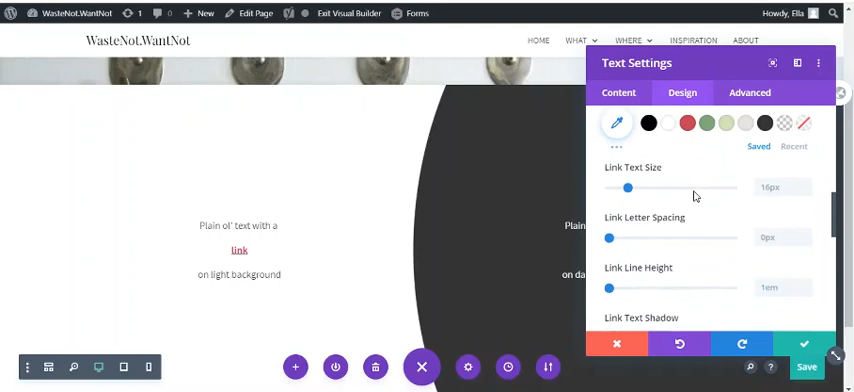 WasteNot.WantNot 1 0 New Edit Page Exit Visual Builder Forms Howdy, Ella
WasteNot.WantNot
HOME WHAT WHERE INSPIRATION ABOUT
Text Settings
Content Design Advanced
Saved Recent
Link Text Size
16px
Link Letter Spacing
0px
Link Line Height
1em
Link Text Shadow
Plain ol' text with a
link
on light background
Plain
on da
Save